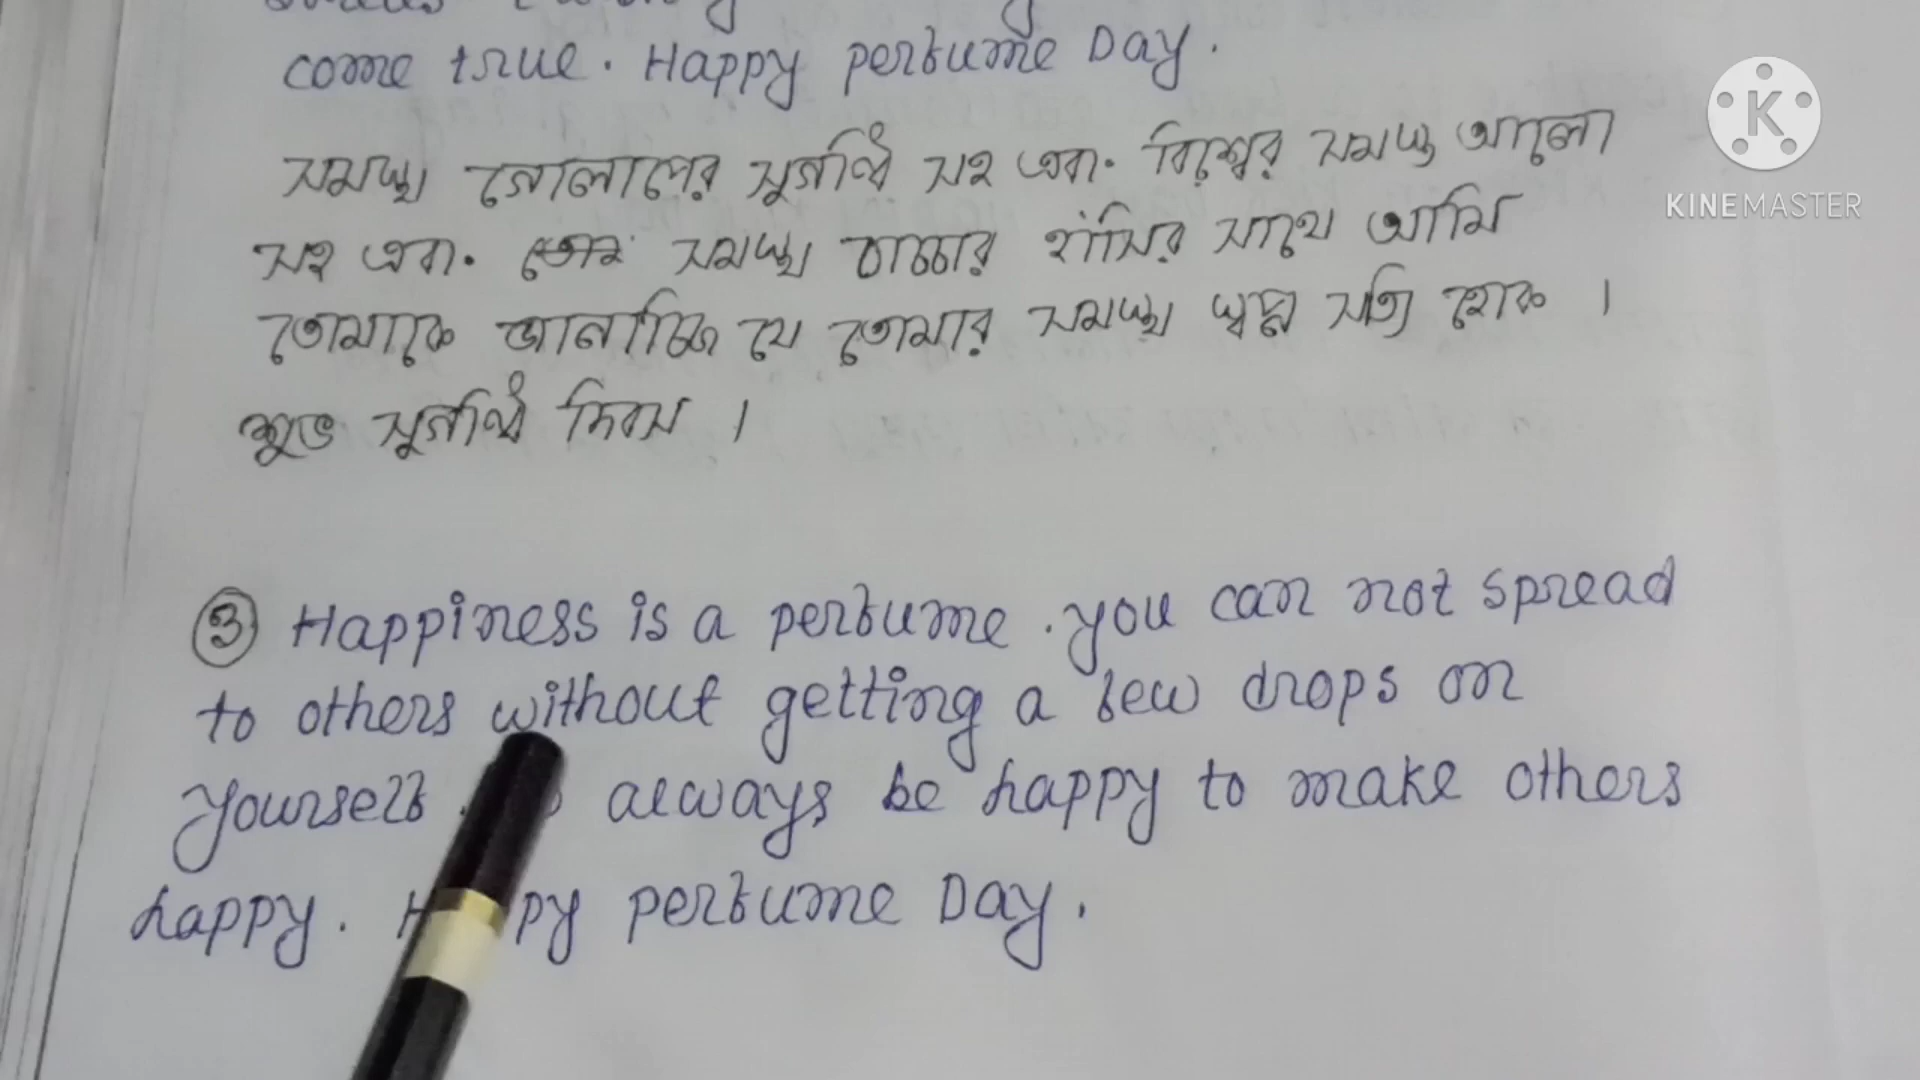 come true. Happy perfume Day.
সমস্ত গোলাপের সুগন্ধি সহ এবং বিশ্বের সমস্ত আলো
সহ এবং সমস্ত বাচ্চার হাঁসির সাথে আমি
তোমাকে জানাচ্ছি যে তোমার সমস্ত স্বপ্ন সত্যি হোক ।
শুভ সুগন্ধি দিবস ।
③ Happiness is a perfume. you can not spread
to others without getting a few drops on
yourself. always be happy to make others
happy. Happy perfume Day.
KINEMASTER